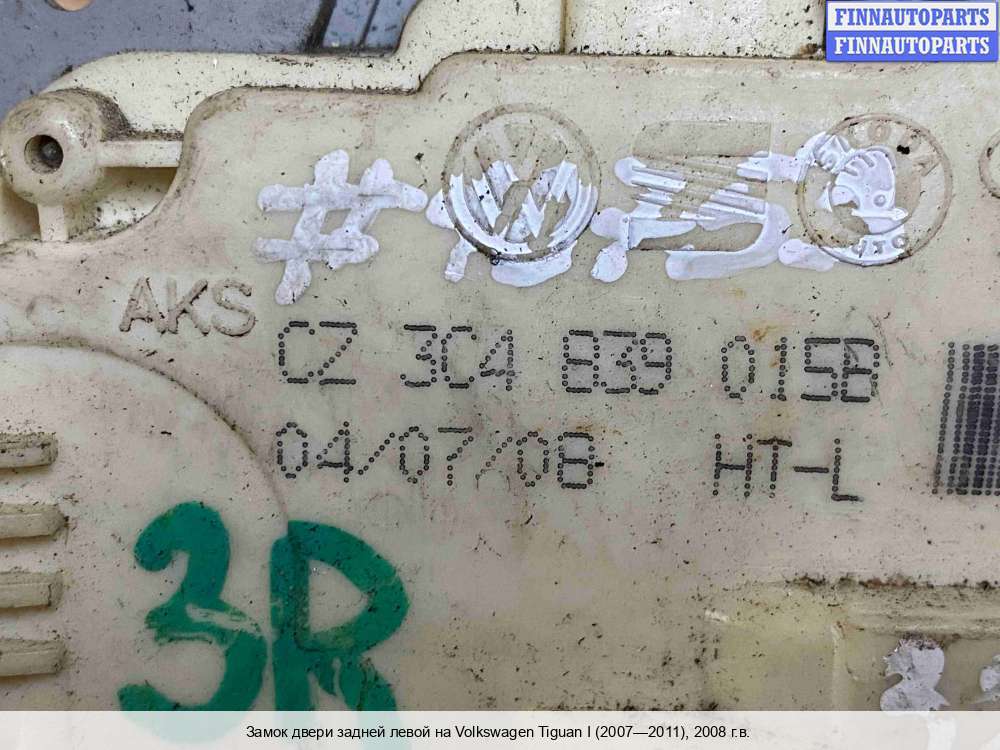 FINNAUTOPARTS
FINNAUTOPARTS
AKS
CZ 3C4 839 015B
04/07/08 HT-L
3R
Замок двери задней левой на Volkswagen Tiguan I (2007—2011), 2008 г.в.